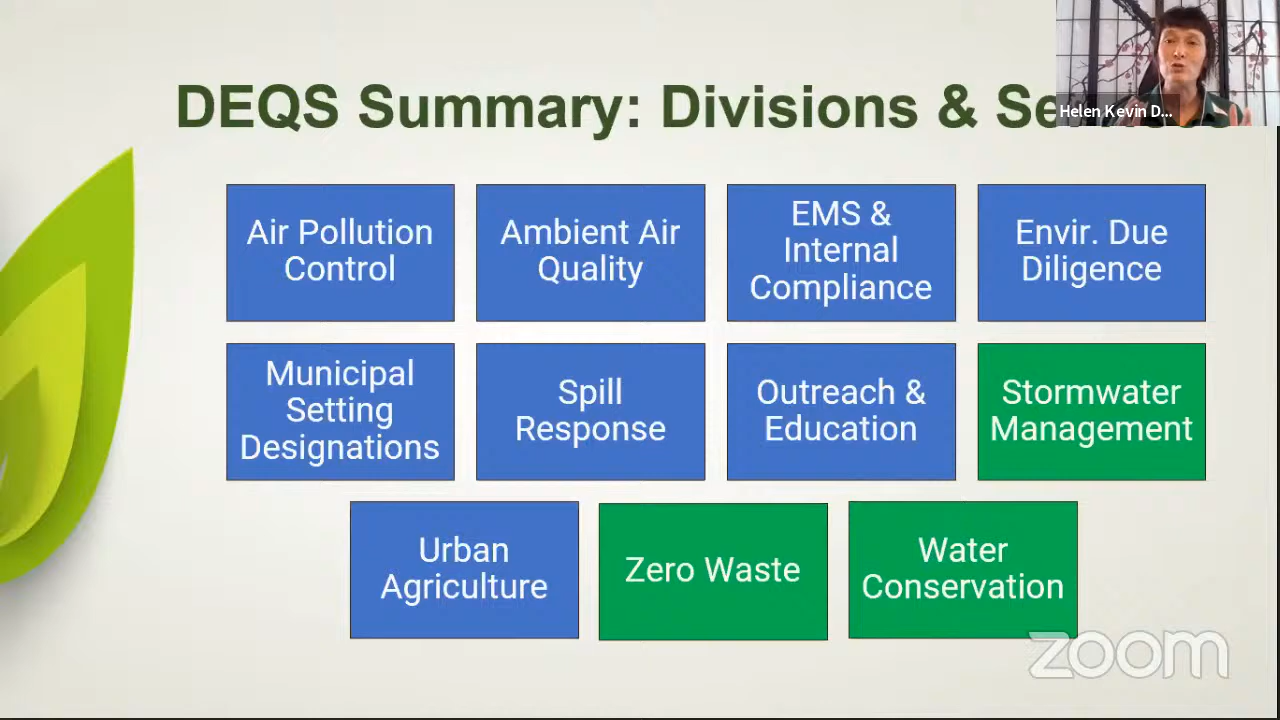 DEQS Summary: Divisions & Se
Helen Kevin D...
Air Pollution
Control
Ambient Air
Quality
EMS &
Internal
Compliance
Envir. Due
Diligence
Municipal
Setting
Designations
Spill
Response
Outreach &
Education
Stormwater
Management
Urban
Agriculture
Zero Waste
Water
Conservation
zoom